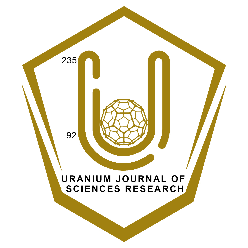 235
92
URANIUM JOURNAL OF
SCIENCES RESEARCH